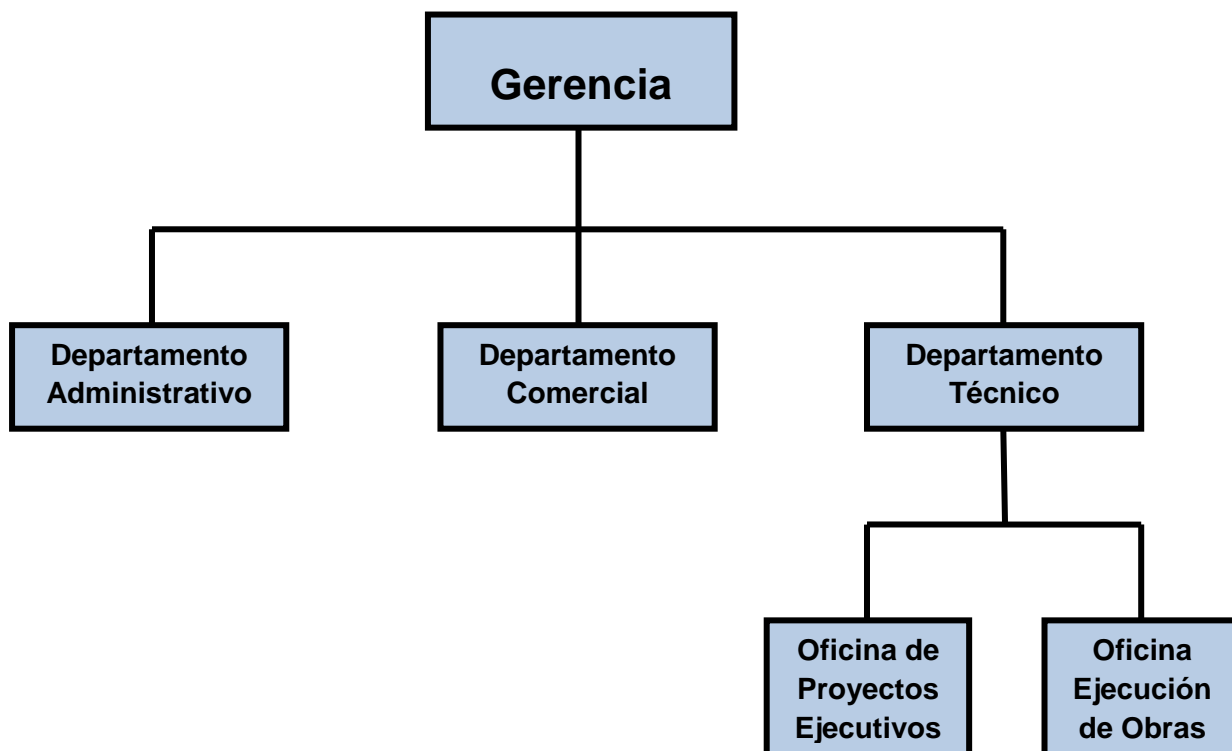 Gerencia
Departamento
Administrativo
Departamento
Comercial
Departamento
Técnico
Oficina de
Proyectos
Ejecutivos
Oficina
Ejecución
de Obras